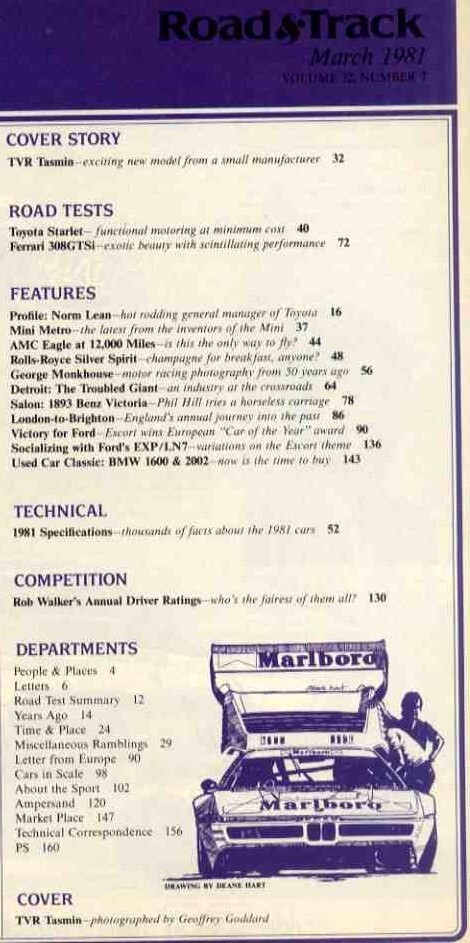 Road & Track
March 1981
VOLUME 32, NUMBER 7
COVER STORY
TVR Tasmin—exciting new model from a small manufacturer 32
ROAD TESTS
Toyota Starlet—functional motoring at minimum cost 40
Ferrari 308GTSi—exotic beauty with scintillating performance 72
FEATURES
Profile: Norm Lean—hot rodding general manager of Toyota 16
Mini Metro—the latest from the inventors of the Mini 37
AMC Eagle at 12,000 Miles—is this the only way to fly? 44
Rolls-Royce Silver Spirit—champagne for breakfast, anyone? 48
George Monkhouse—motor racing photography from 50 years ago 56
Detroit: The Troubled Giant—an industry at the crossroads 64
Salon: 1893 Benz Victoria—Phil Hill tries a horseless carriage 78
London-to-Brighton—England's annual journey into the past 86
Victory for Ford—Escort wins European "Car of the Year" award 90
Socializing with Ford's EXP/LN7—variations on the Escort theme 136
Used Car Classic: BMW 1600 & 2002—now is the time to buy 143
TECHNICAL
1981 Specifications—thousands of facts about the 1981 cars 52
COMPETITION
Rob Walker's Annual Driver Ratings—who's the fairest of them all? 130
DEPARTMENTS
People & Places 4
Letters 6
Road Test Summary 12
Years Ago 14
Time & Place 24
Miscellaneous Ramblings 29
Letter from Europe 90
Cars in Scale 98
About the Sport 102
Ampersand 120
Market Place 147
Technical Correspondence 156
PS 160
Marlboro
Marlboro
Marlboro
DRAWING BY DEANE HART
COVER
TVR Tasmin—photographed by Geoffrey Goddard